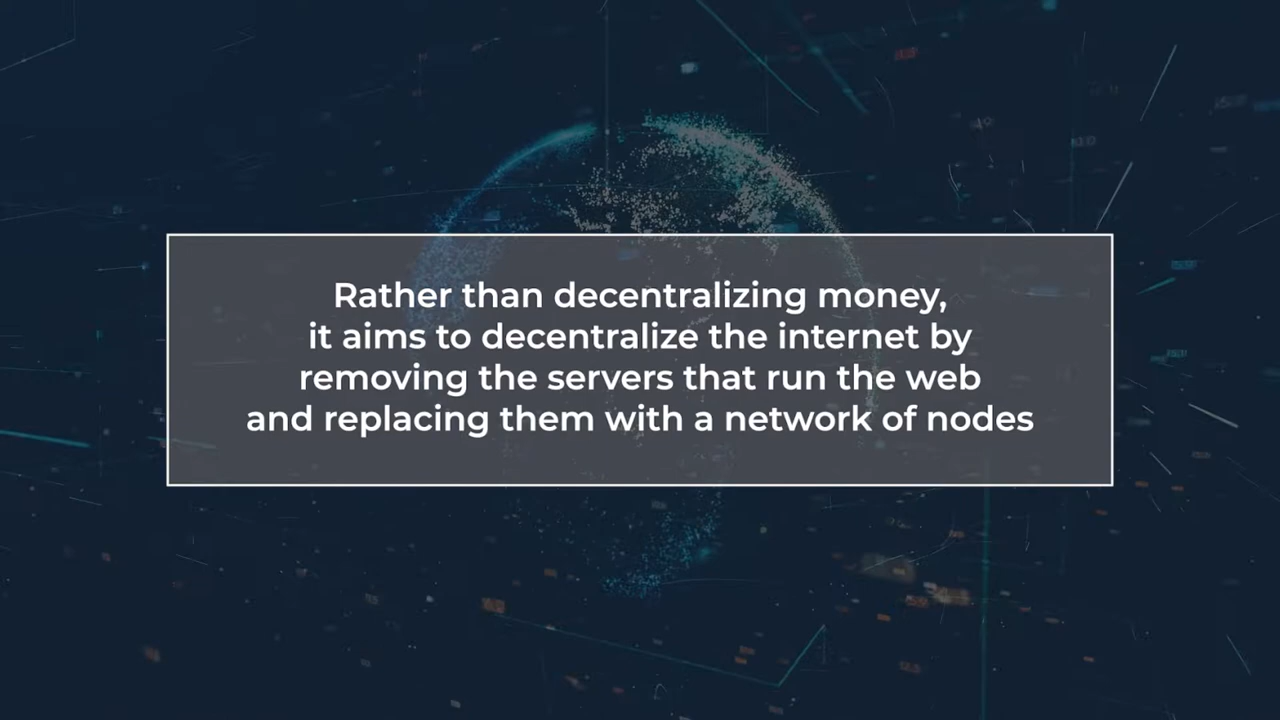 Rather than decentralizing money,
it aims to decentralize the internet by
removing the servers that run the web
and replacing them with a network of nodes